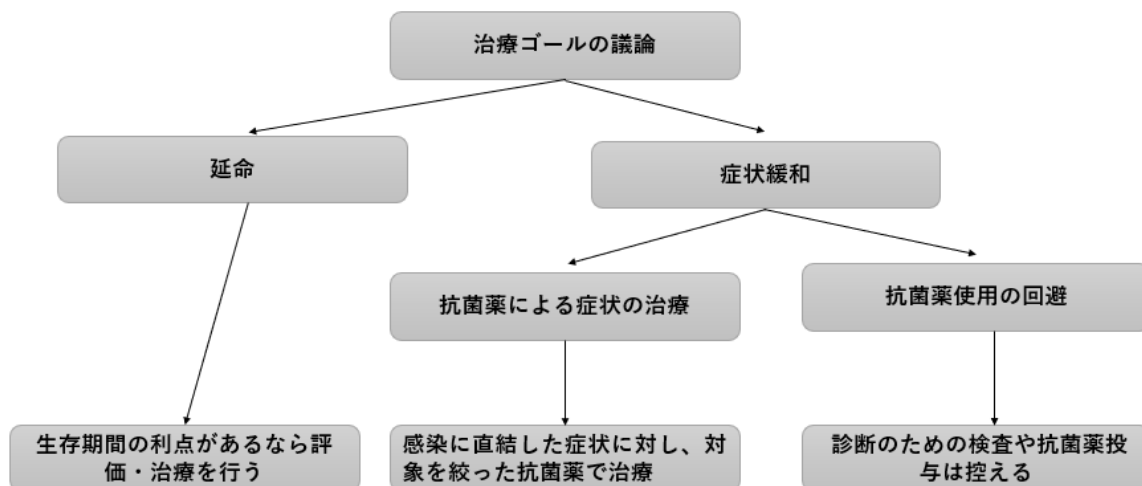 治療ゴールの議論
延命
症状緩和
抗菌薬による症状の治療
抗菌薬使用の回避
生存期間の利点があるなら評
価・治療を行う
感染に直結した症状に対し、対
象を絞った抗菌薬で治療
診断のための検査や抗菌薬投
与は控える